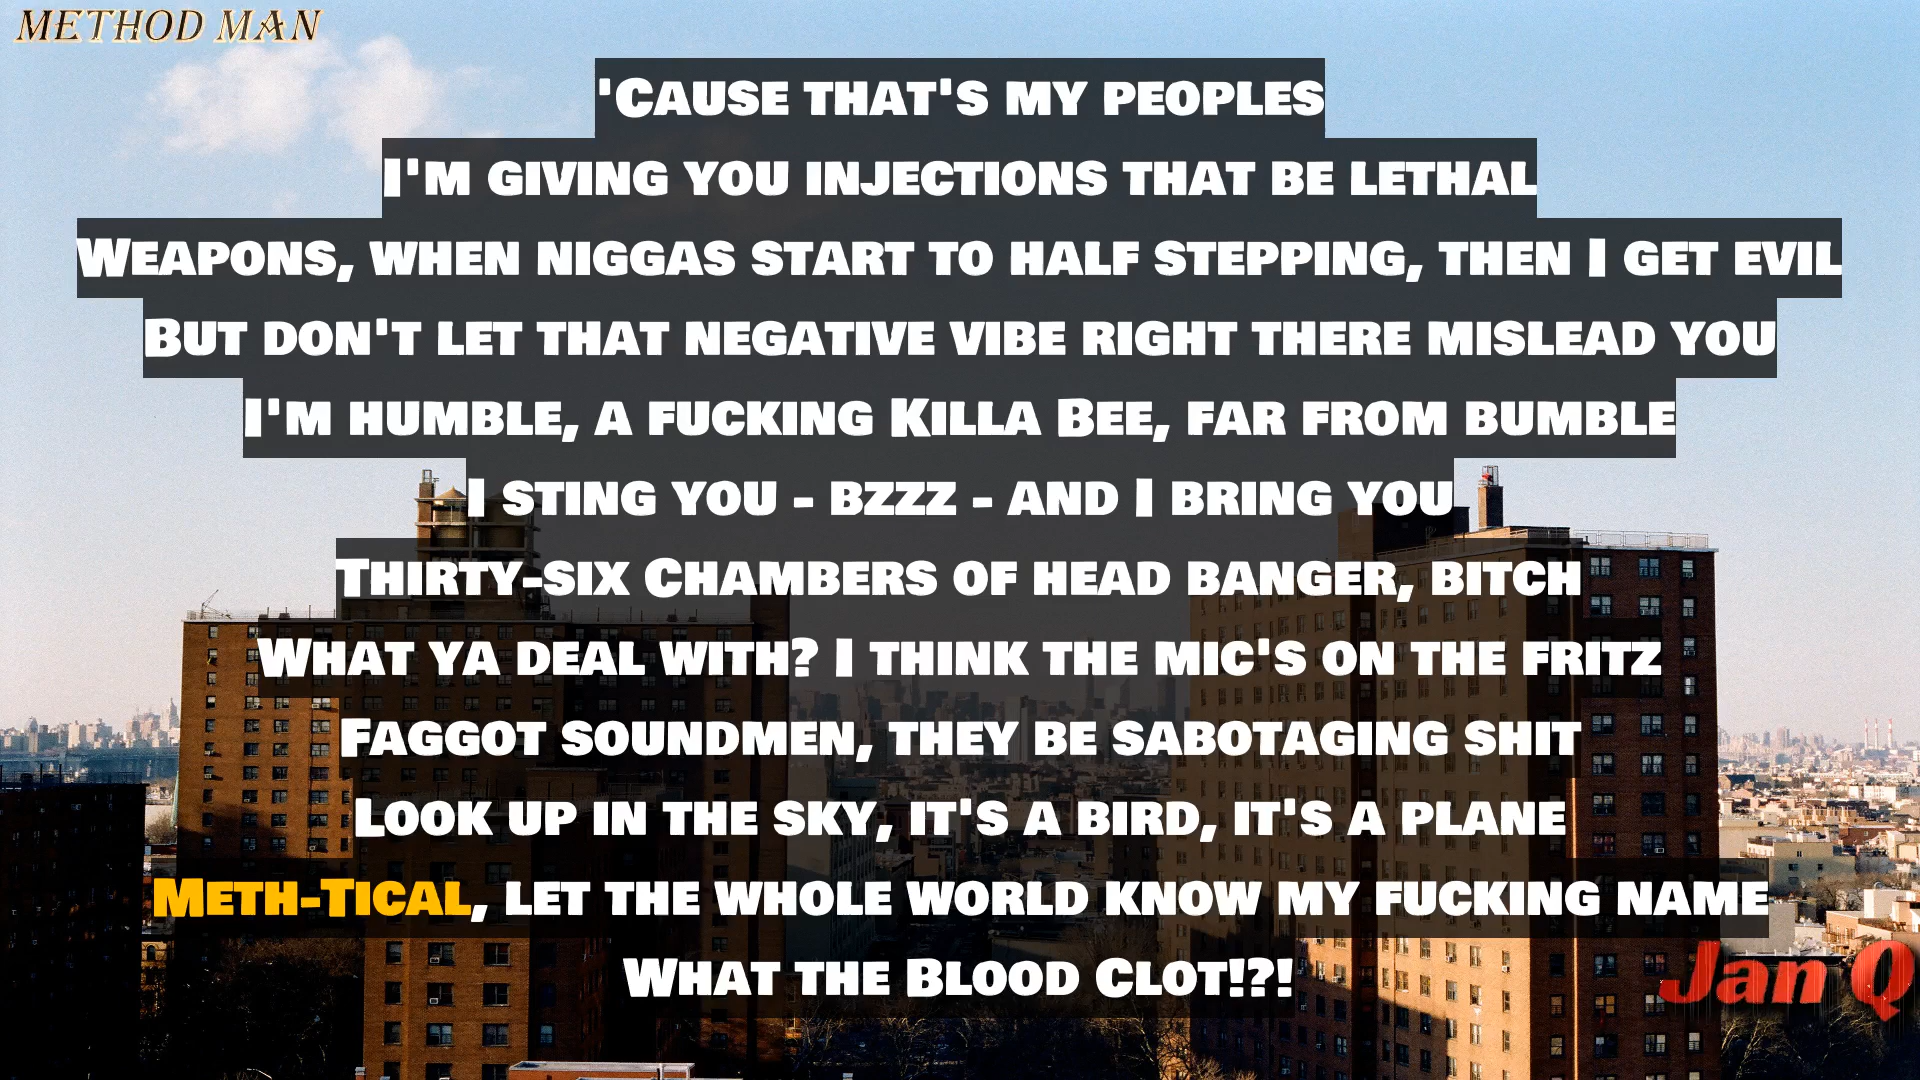 METHOD MAN
'Cause that's my peoples
I'm giving you injections that be lethal
Weapons, when niggas start to half stepping, then I get evil
But don't let that negative vibe right there mislead you
I'm humble, a fucking Killa Bee, far from bumble
I sting you - bzzz - and I bring you
Thirty-six Chambers of head banger, bitch
What ya deal with? I think the mic's on the fritz
Faggot soundmen, they be sabotaging shit
Look up in the sky, it's a bird, it's a plane
Meth-Tical, let the whole world know my fucking name
What the Blood Clot!?!
Jan Q